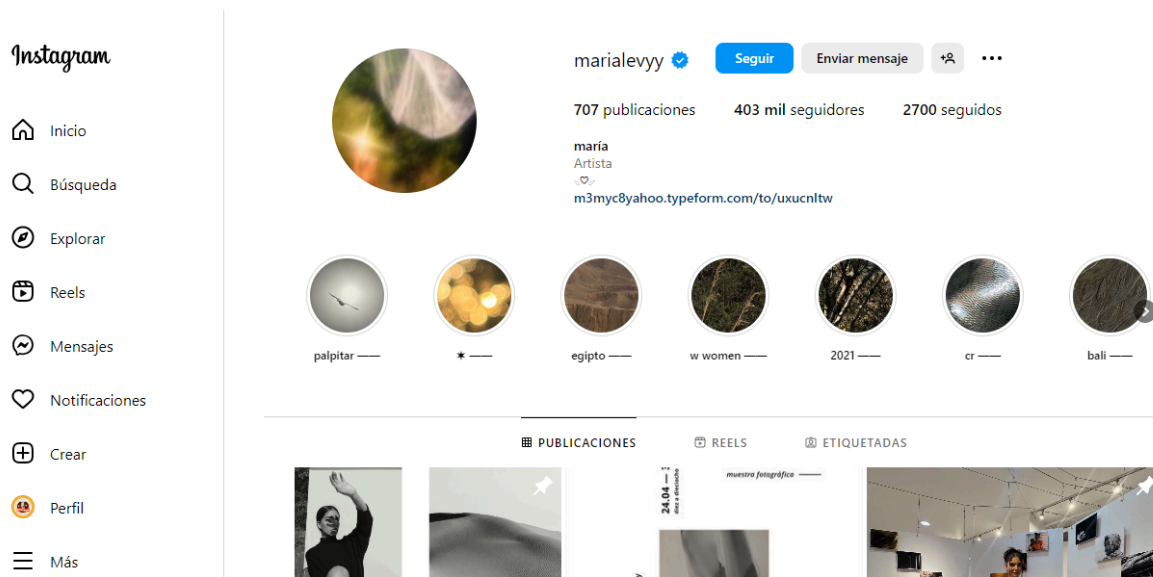 Instagram
Inicio
Búsqueda
Explorar
Reels
Mensajes
Notificaciones
Crear
Perfil
Más
marialevyy
Seguir
Enviar mensaje
707 publicaciones 403 mil seguidores 2700 seguidos
maría
Artista
m3myc8yahoo.typeform.com/to/uxucnltw
palpitar —— ✶ —— egipto —— w women —— 2021 —— cr —— bali ——
PUBLICACIONES REELS ETIQUETADAS
muestra fotográfica ——
24.04 —
diez a dieciocho